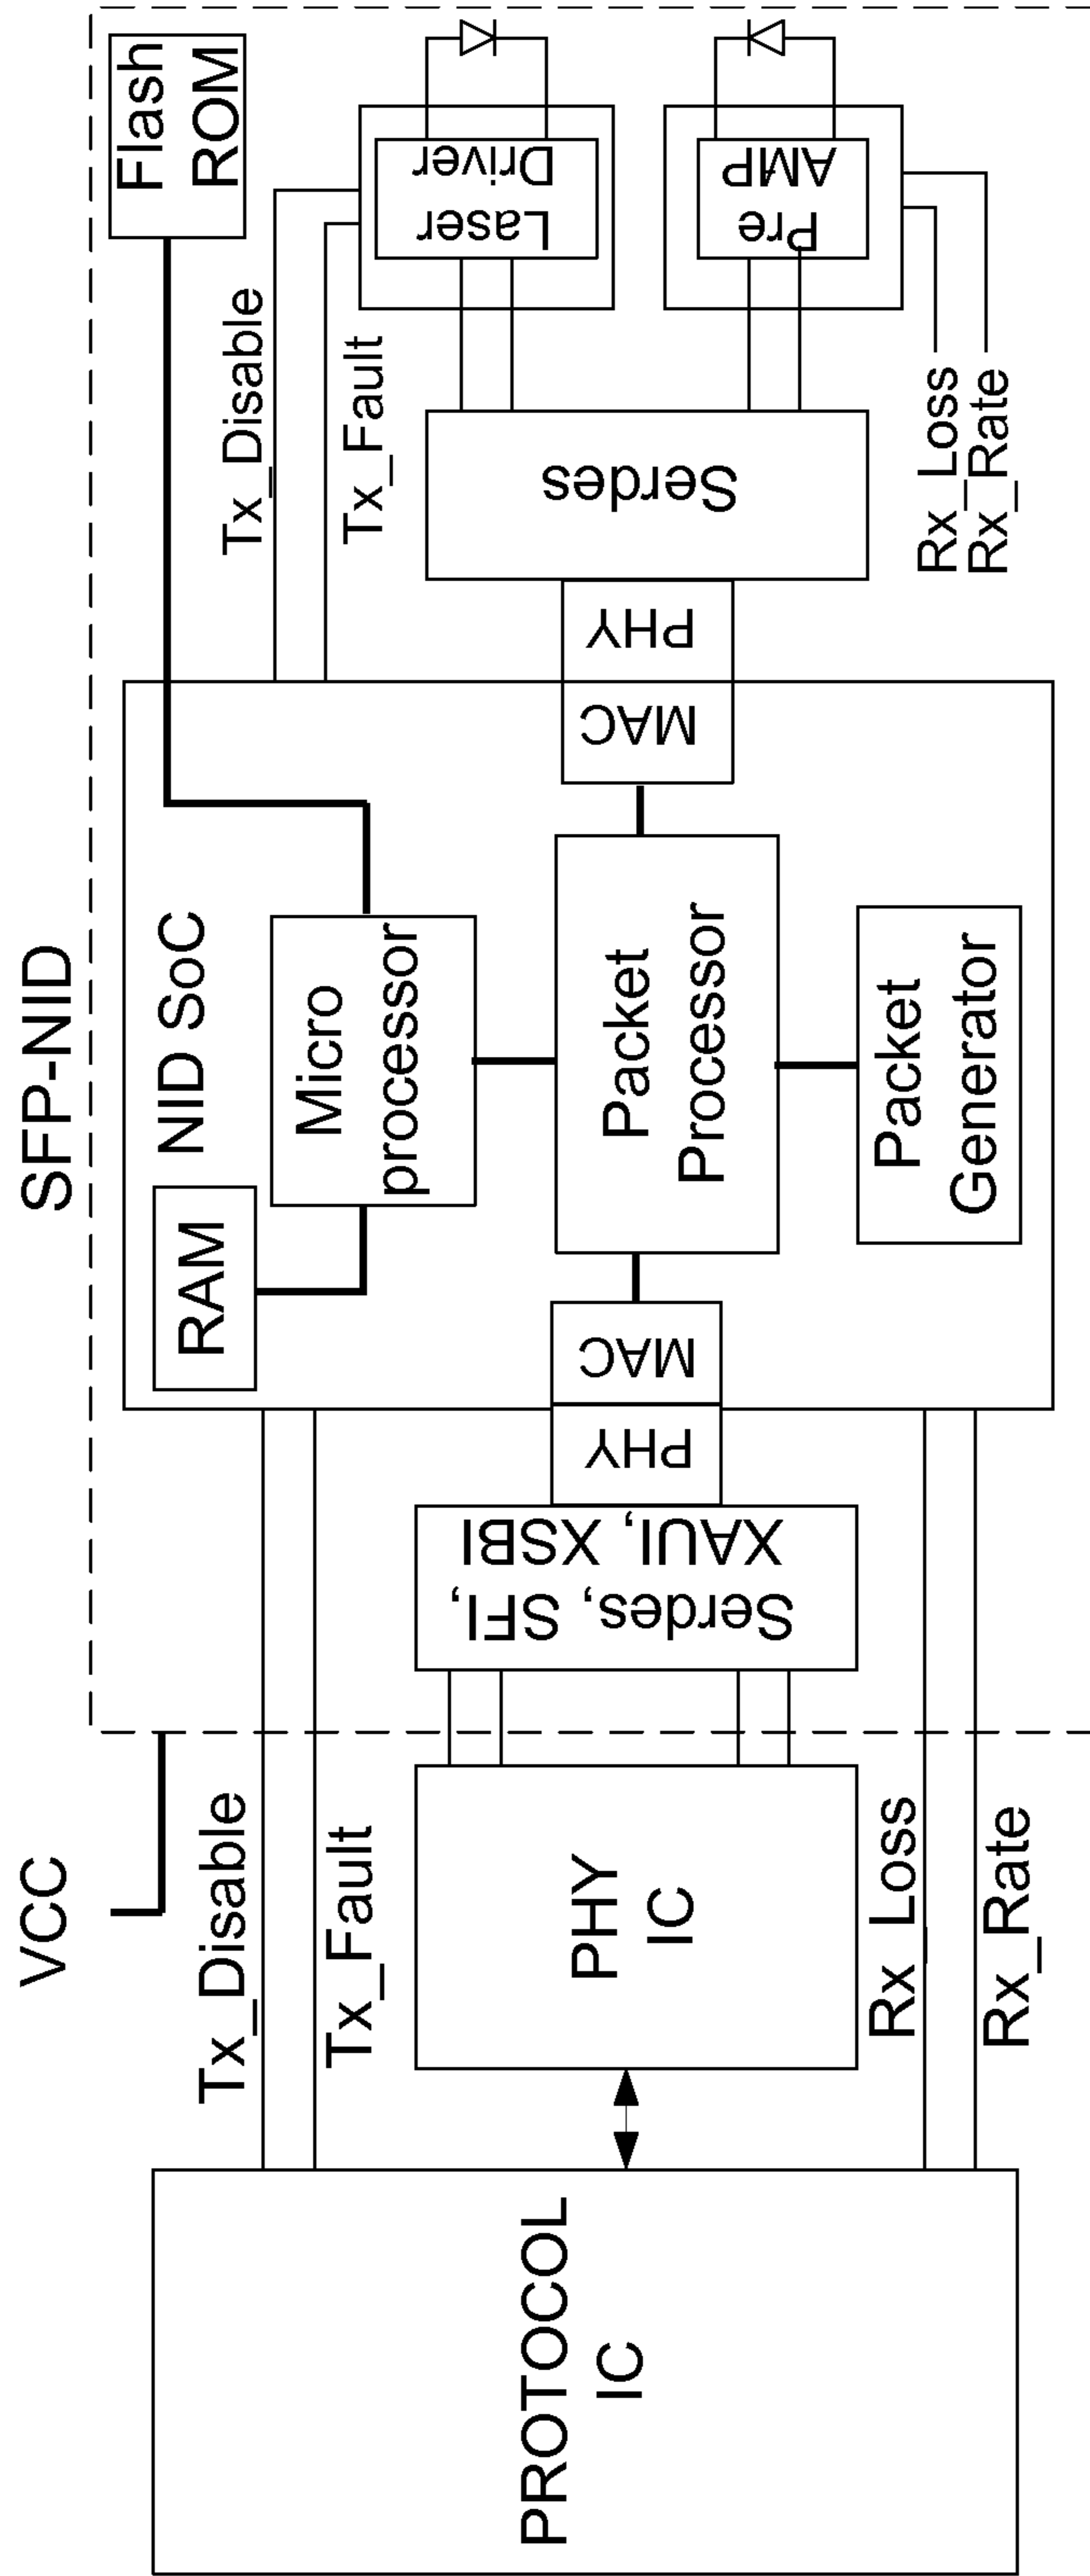 SFP-NID
VCC
Flash
ROM
NID SoC
RAM
Micro
processor
Tx_Disable
Tx_Fault
Tx_Disable
Tx_Fault
PROTOCOL
IC
PHY
IC
Serdes, SFI,
XAUI, XSBI
PHY
MAC
Packet
Processor
MAC
PHY
Serdes
Laser
Driver
Pre
AMP
Packet
Generator
Rx_Loss
Rx_Rate
Rx_Loss
Rx_Rate